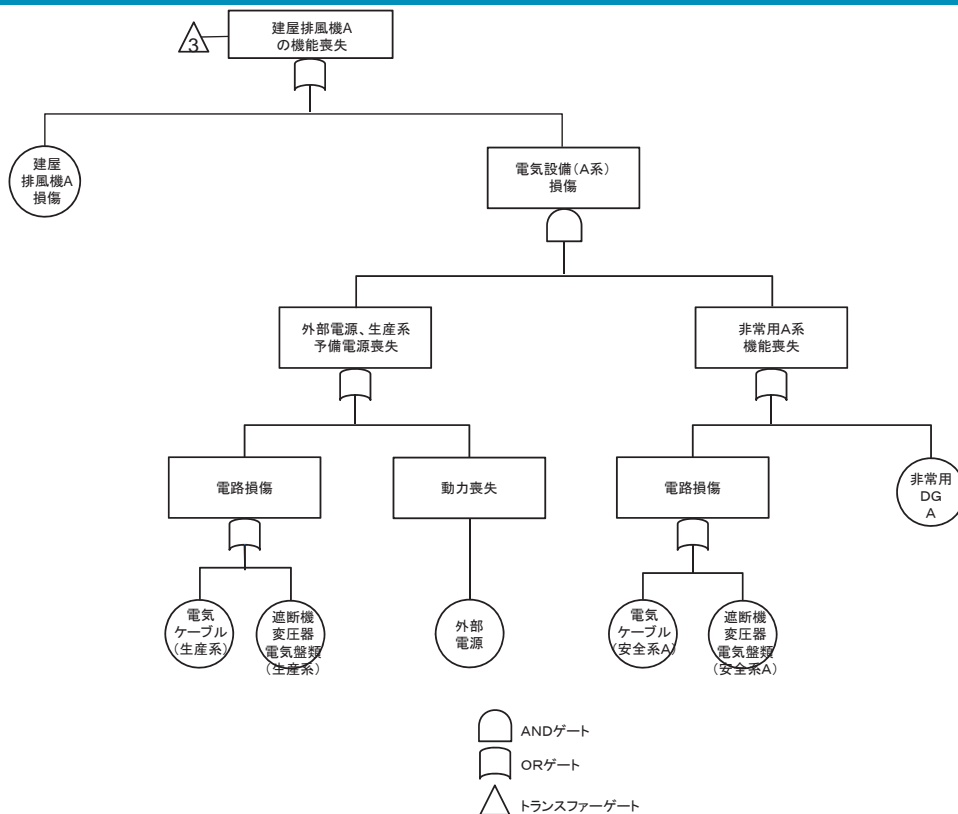 建屋排風機A
の機能喪失
3
建屋
排風機A
損傷
電気設備(A系)
損傷
外部電源、生産系
予備電源喪失
非常用A系
機能喪失
電路損傷
動力喪失
電路損傷
非常用
DG
A
電気
ケーブル
(生産系)
遮断機
変圧器
電気盤類
(生産系)
外部
電源
電気
ケーブル
(安全系A)
遮断機
変圧器
電気盤類
(安全系A)
ANDゲート
ORゲート
トランスファーゲート